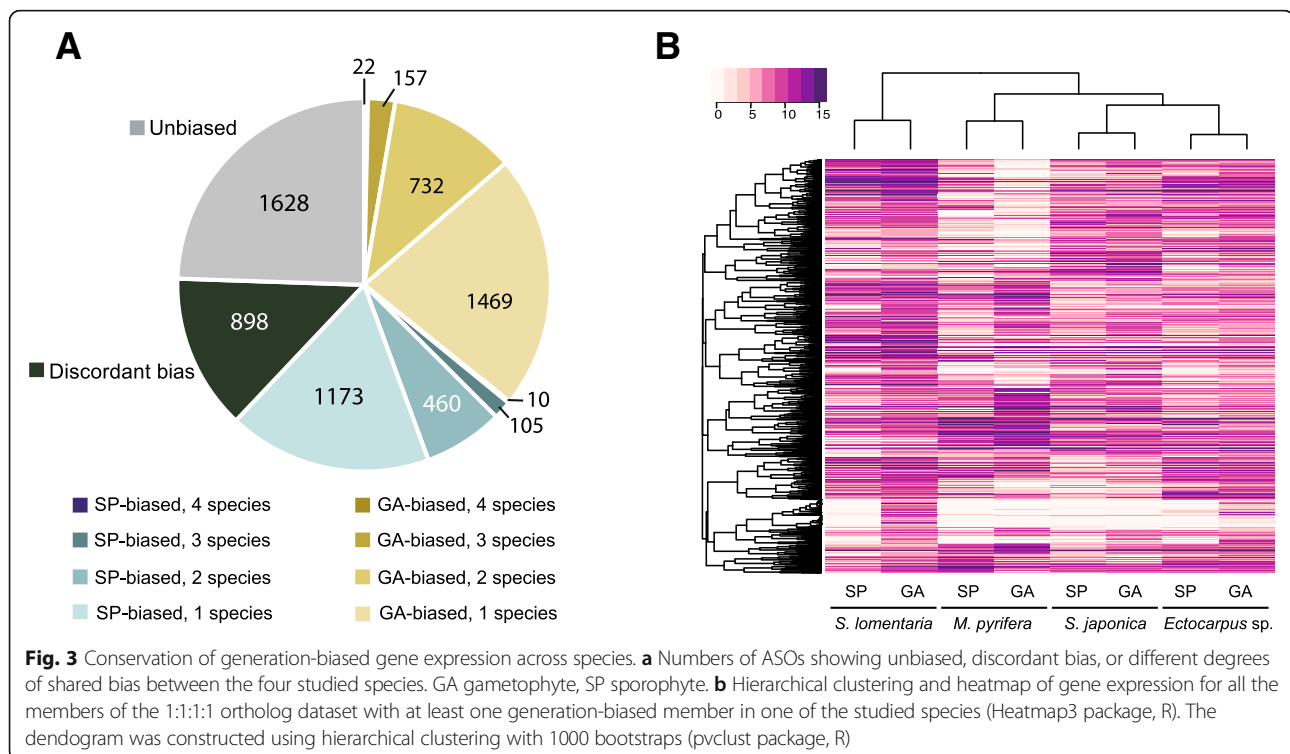 A
22
157
Unbiased
732
1628
1469
898
Discordant bias
10
105
1173
460
SP-biased, 4 species
GA-biased, 4 species
SP-biased, 3 species
GA-biased, 3 species
SP-biased, 2 species
GA-biased, 2 species
SP-biased, 1 species
GA-biased, 1 species
B
0 5 10 15
SP GA SP GA SP GA SP GA
S. lomentaria M. pyrifera S. japonica Ectocarpus sp.
Fig. 3 Conservation of generation-biased gene expression across species. a Numbers of ASOs showing unbiased, discordant bias, or different degrees
of shared bias between the four studied species. GA gametophyte, SP sporophyte. b Hierarchical clustering and heatmap of gene expression for all the
members of the 1:1:1:1 ortholog dataset with at least one generation-biased member in one of the studied species (Heatmap3 package, R). The
dendogram was constructed using hierarchical clustering with 1000 bootstraps (pvclust package, R)